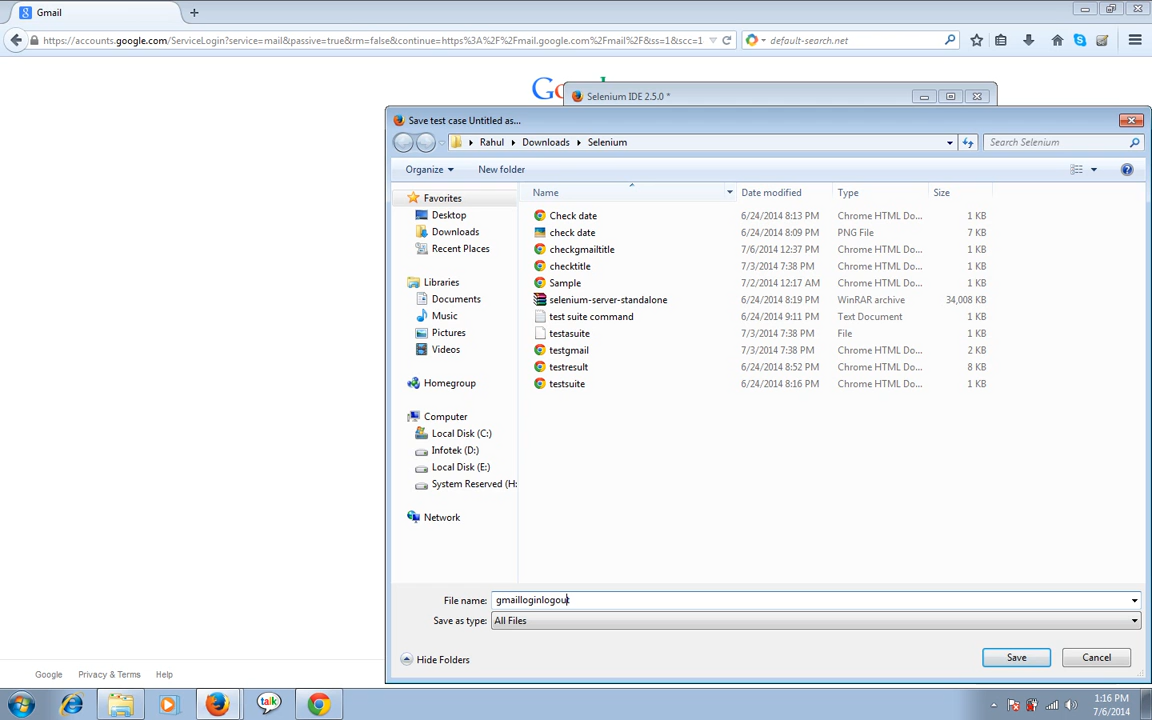 Gmail
https://accounts.google.com/ServiceLogin?service=mail&passive=true&rm=false&continue=https%3A%2F%2Fmail.google.com%2Fmail%2F&ss=1&scc=1
default-search.net
Go
Selenium IDE 2.5.0 *
Save test case Untitled as...
Rahul Downloads Selenium
Search Selenium
Organize New folder
Name Date modified Type Size
Favorites
Desktop
Downloads
Recent Places
Libraries
Documents
Music
Pictures
Videos
Homegroup
Computer
Local Disk (C:)
Infotek (D:)
Local Disk (E:)
System Reserved (H:
Network
Check date 6/24/2014 8:13 PM Chrome HTML Do... 1 KB
check date 6/24/2014 8:09 PM PNG File 7 KB
checkgmailtitle 7/6/2014 12:37 PM Chrome HTML Do... 1 KB
checktitle 7/3/2014 7:38 PM Chrome HTML Do... 1 KB
Sample 7/2/2014 12:17 AM Chrome HTML Do... 1 KB
selenium-server-standalone 6/24/2014 8:19 PM WinRAR archive 34,008 KB
test suite command 6/24/2014 9:11 PM Text Document 1 KB
testasuite 7/3/2014 7:38 PM File 1 KB
testgmail 7/3/2014 7:38 PM Chrome HTML Do... 2 KB
testresult 6/24/2014 8:52 PM Chrome HTML Do... 8 KB
testsuite 6/24/2014 8:16 PM Chrome HTML Do... 1 KB
File name: gmailloginlogout
Save as type: All Files
Hide Folders Save Cancel
Google Privacy & Terms Help
talk
1:16 PM
7/6/2014